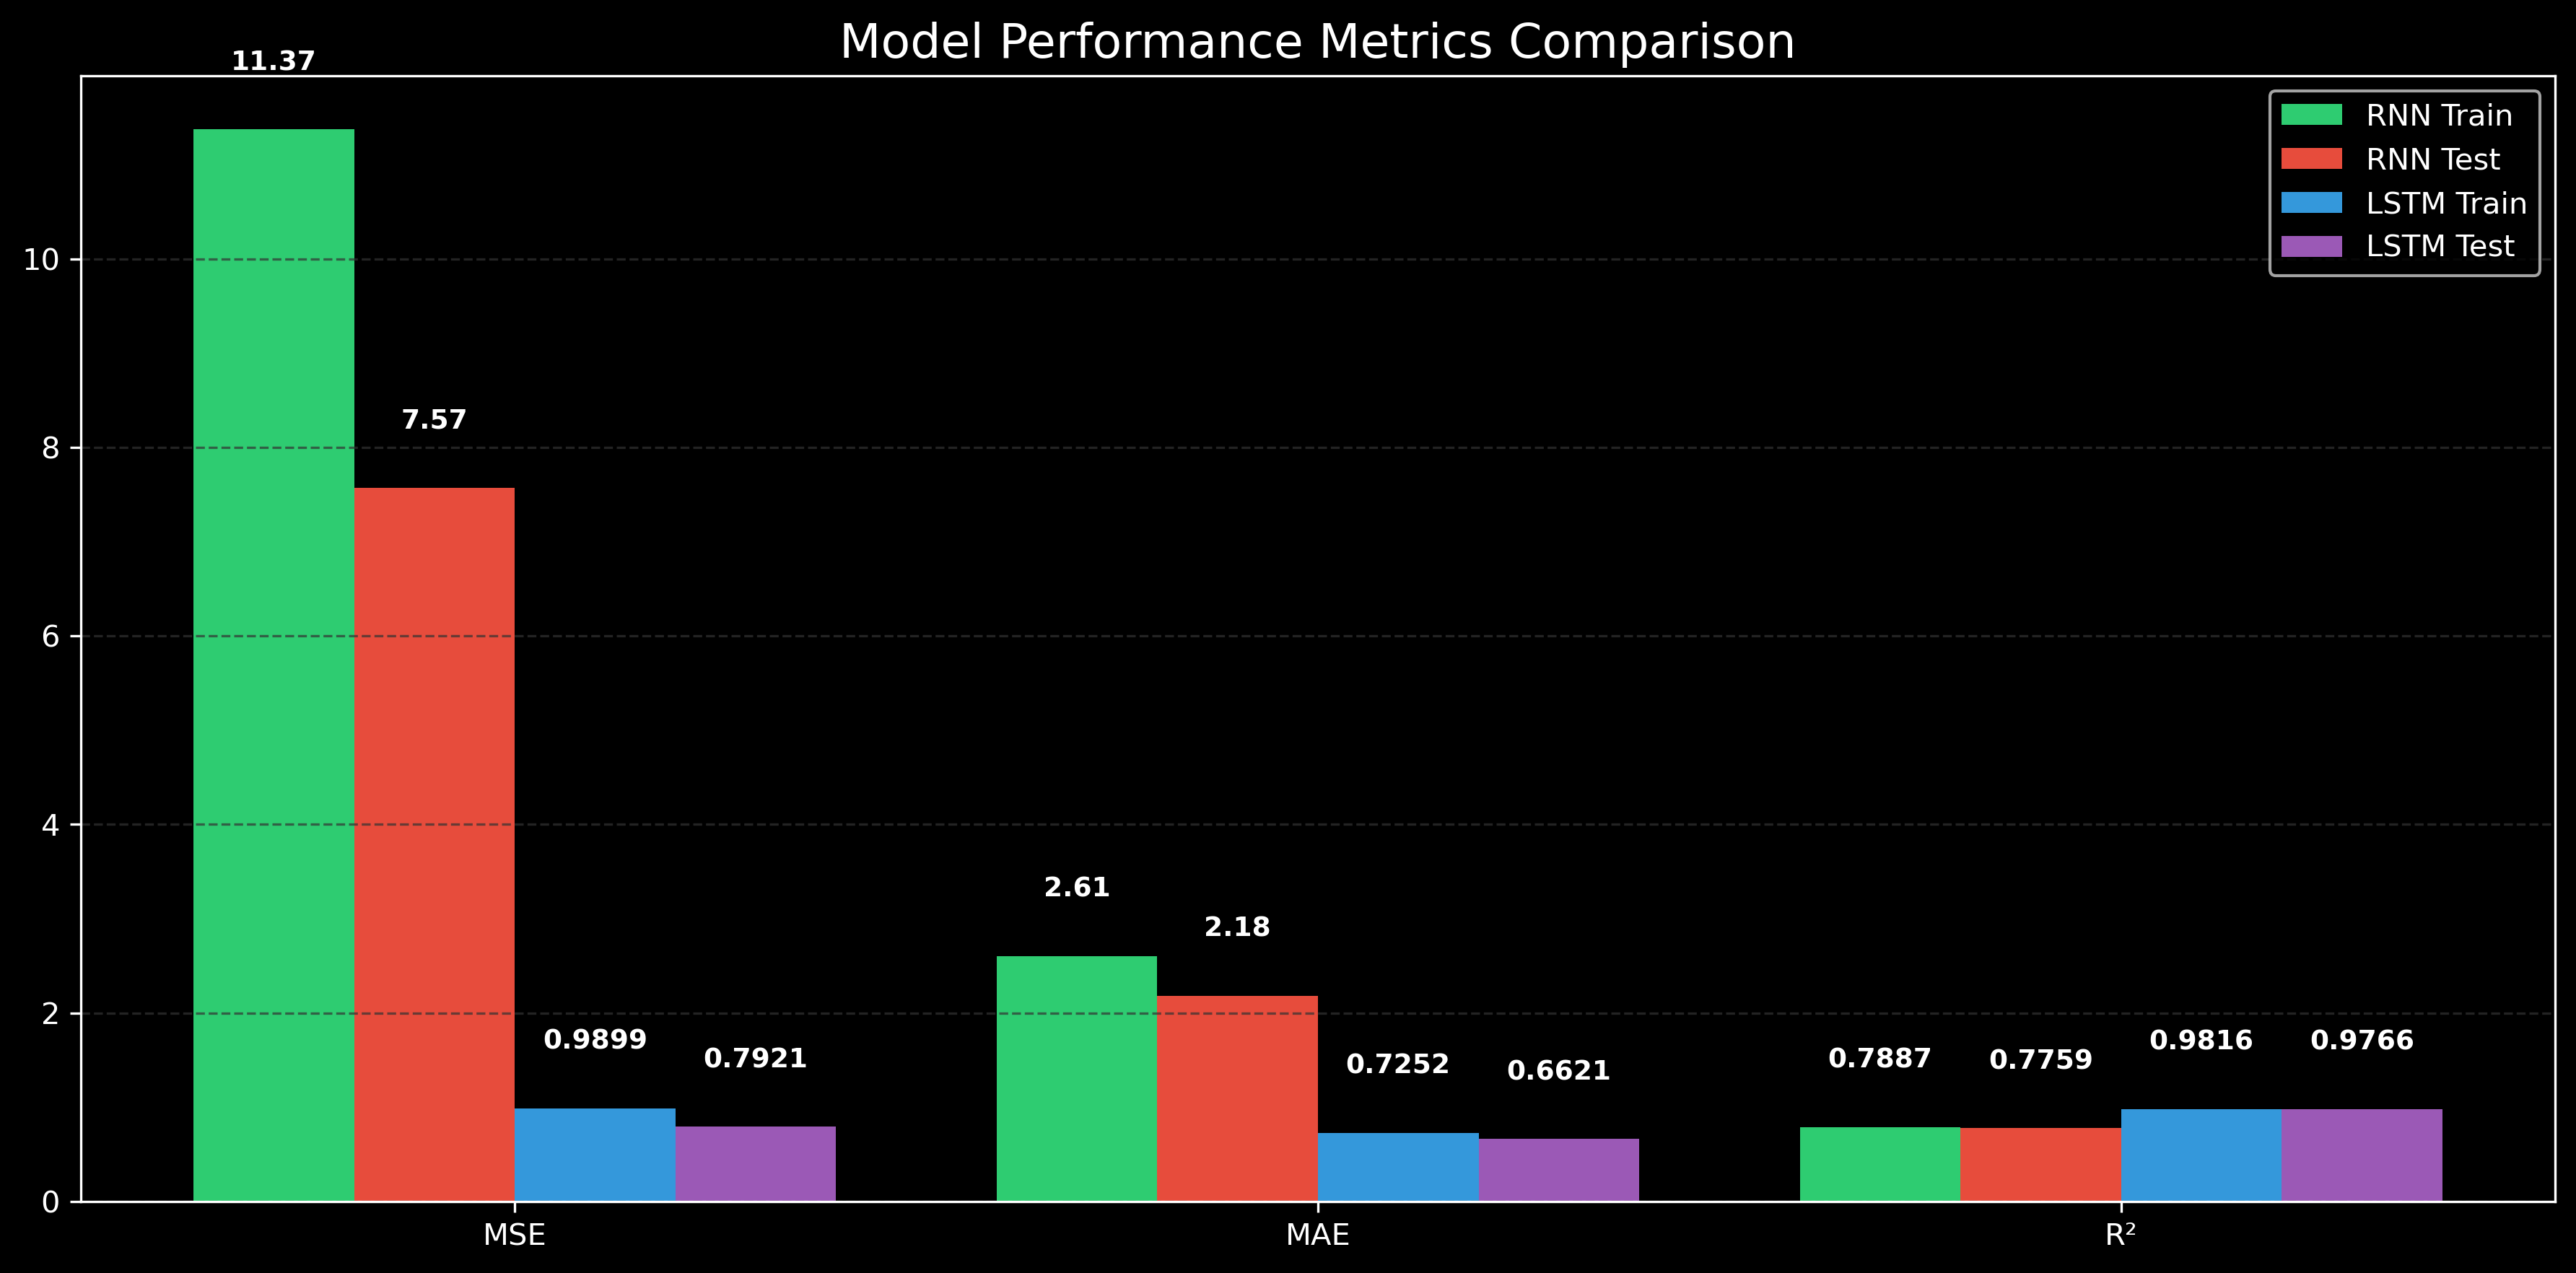 Model Performance Metrics Comparison
11.37
RNN Train
RNN Test
LSTM Train
LSTM Test
10
8
6
4
2
0
7.57
0.9899
0.7921
2.61
2.18
0.7252
0.6621
0.7887
0.7759
0.9816
0.9766
MSE
MAE
R²